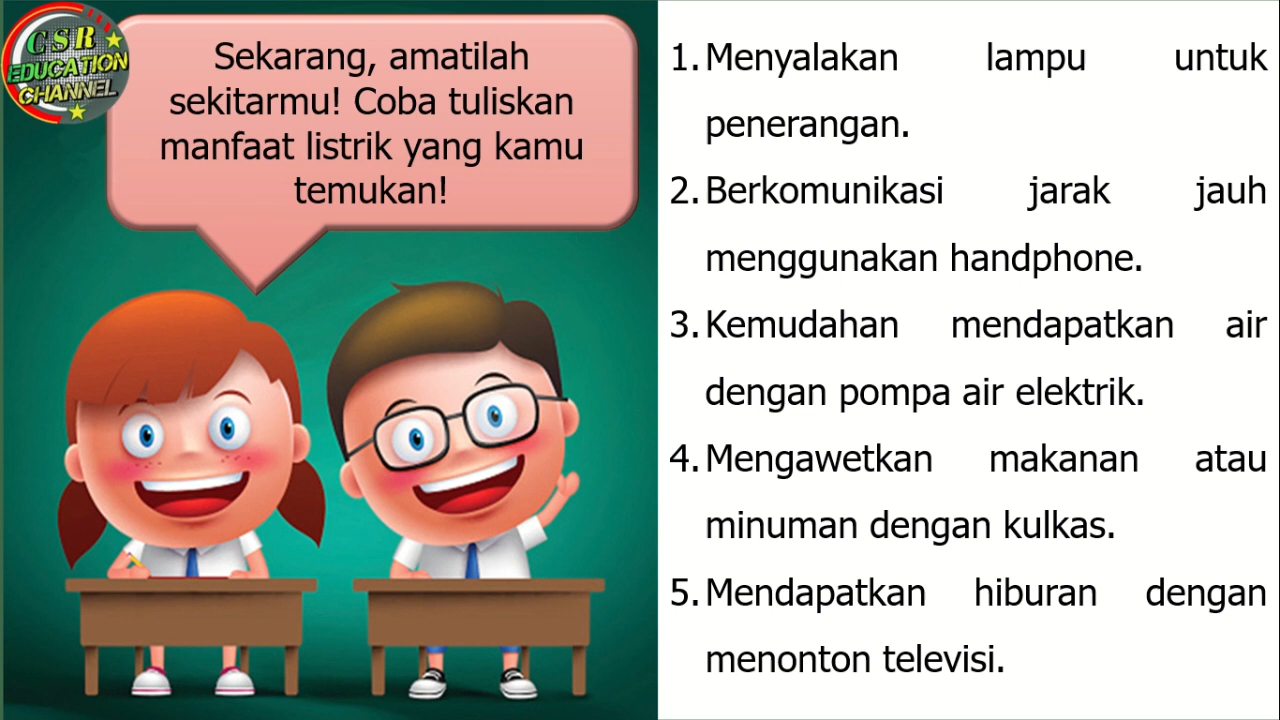 CSR
EDUCATION
CHANNEL
Sekarang, amatilah
sekitarmu! Coba tuliskan
manfaat listrik yang kamu
temukan!
1. Menyalakan lampu untuk
penerangan.
2. Berkomunikasi jarak jauh
menggunakan handphone.
3. Kemudahan mendapatkan air
dengan pompa air elektrik.
4. Mengawetkan makanan atau
minuman dengan kulkas.
5. Mendapatkan hiburan dengan
menonton televisi.